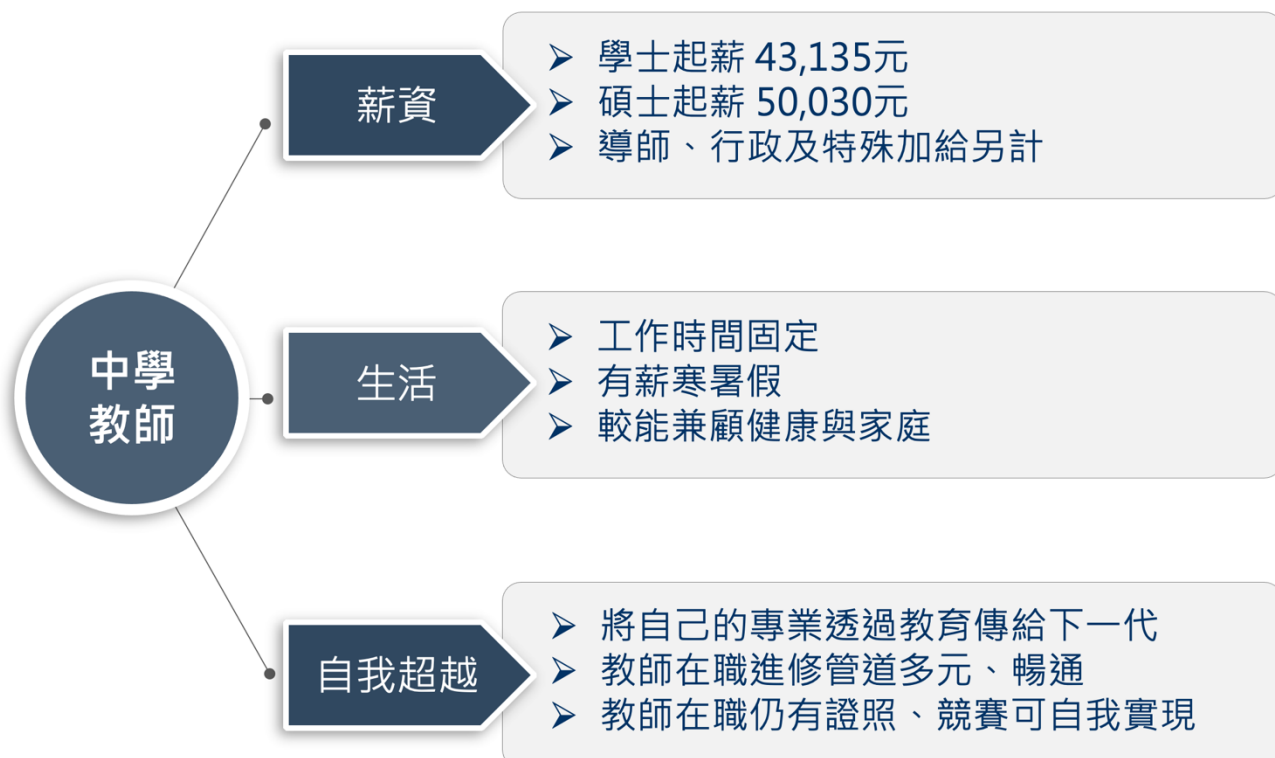 薪資
➢ 學士起薪 43,135元
➢ 碩士起薪 50,030元
➢ 導師、行政及特殊加給另計
中學
教師
生活
➢ 工作時間固定
➢ 有薪寒暑假
➢ 較能兼顧健康與家庭
自我超越
➢ 將自己的專業透過教育傳給下一代
➢ 教師在職進修管道多元、暢通
➢ 教師在職仍有證照、競賽可自我實現